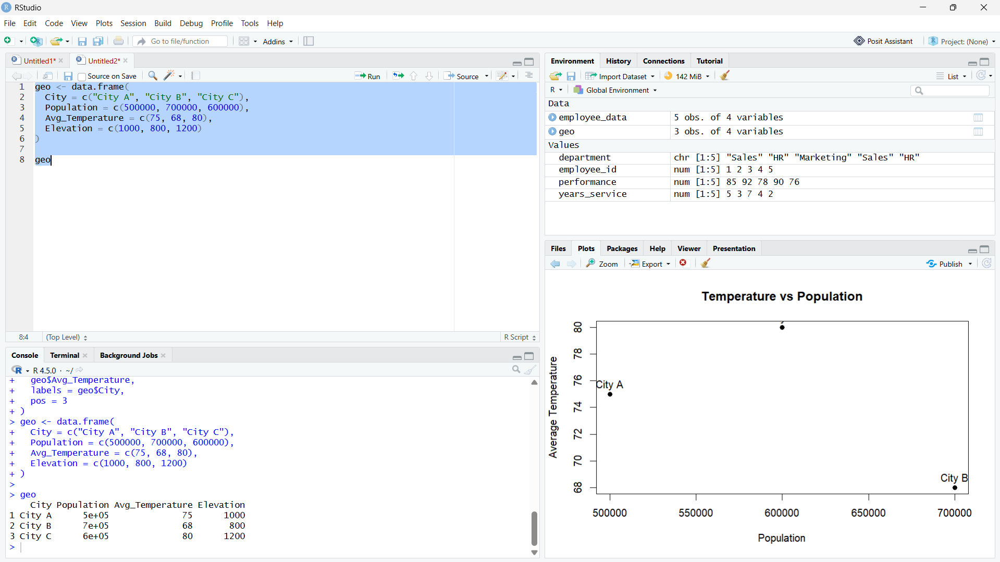 RStudio
File Edit Code View Plots Session Build Debug Profile Tools Help
Go to file/function Addins Posit Assistant Project: (None)
Untitled1* Untitled2*
Source on Save Run Source
1 geo <- data.frame(
2 City = c("City A", "City B", "City C"),
3 Population = c(500000, 700000, 600000),
4 Avg_Temperature = c(75, 68, 80),
5 Elevation = c(1000, 800, 1200)
6 )
7
8 geo
8:4 (Top Level) R Script
Console Terminal Background Jobs
R 4.5.0 · ~/
+ geo$Avg_Temperature,
+ labels = geo$City,
+ pos = 3
+ )
> geo <- data.frame(
+ City = c("City A", "City B", "City C"),
+ Population = c(500000, 700000, 600000),
+ Avg_Temperature = c(75, 68, 80),
+ Elevation = c(1000, 800, 1200)
+ )
>
> geo
City Population Avg_Temperature Elevation
1 City A 5e+05 75 1000
2 City B 7e+05 68 800
3 City C 6e+05 80 1200
>
Environment History Connections Tutorial
Import Dataset 142 MiB List
R Global Environment
Data
employee_data 5 obs. of 4 variables
geo 3 obs. of 4 variables
Values
department chr [1:5] "Sales" "HR" "Marketing" "Sales" "HR"
employee_id num [1:5] 1 2 3 4 5
performance num [1:5] 85 92 78 90 76
years_service num [1:5] 5 3 7 4 2
Files Plots Packages Help Viewer Presentation
Zoom Export Publish
Temperature vs Population
Average Temperature
80
78
76
74
72
70
68
City A
City B
500000 550000 600000 650000 700000
Population